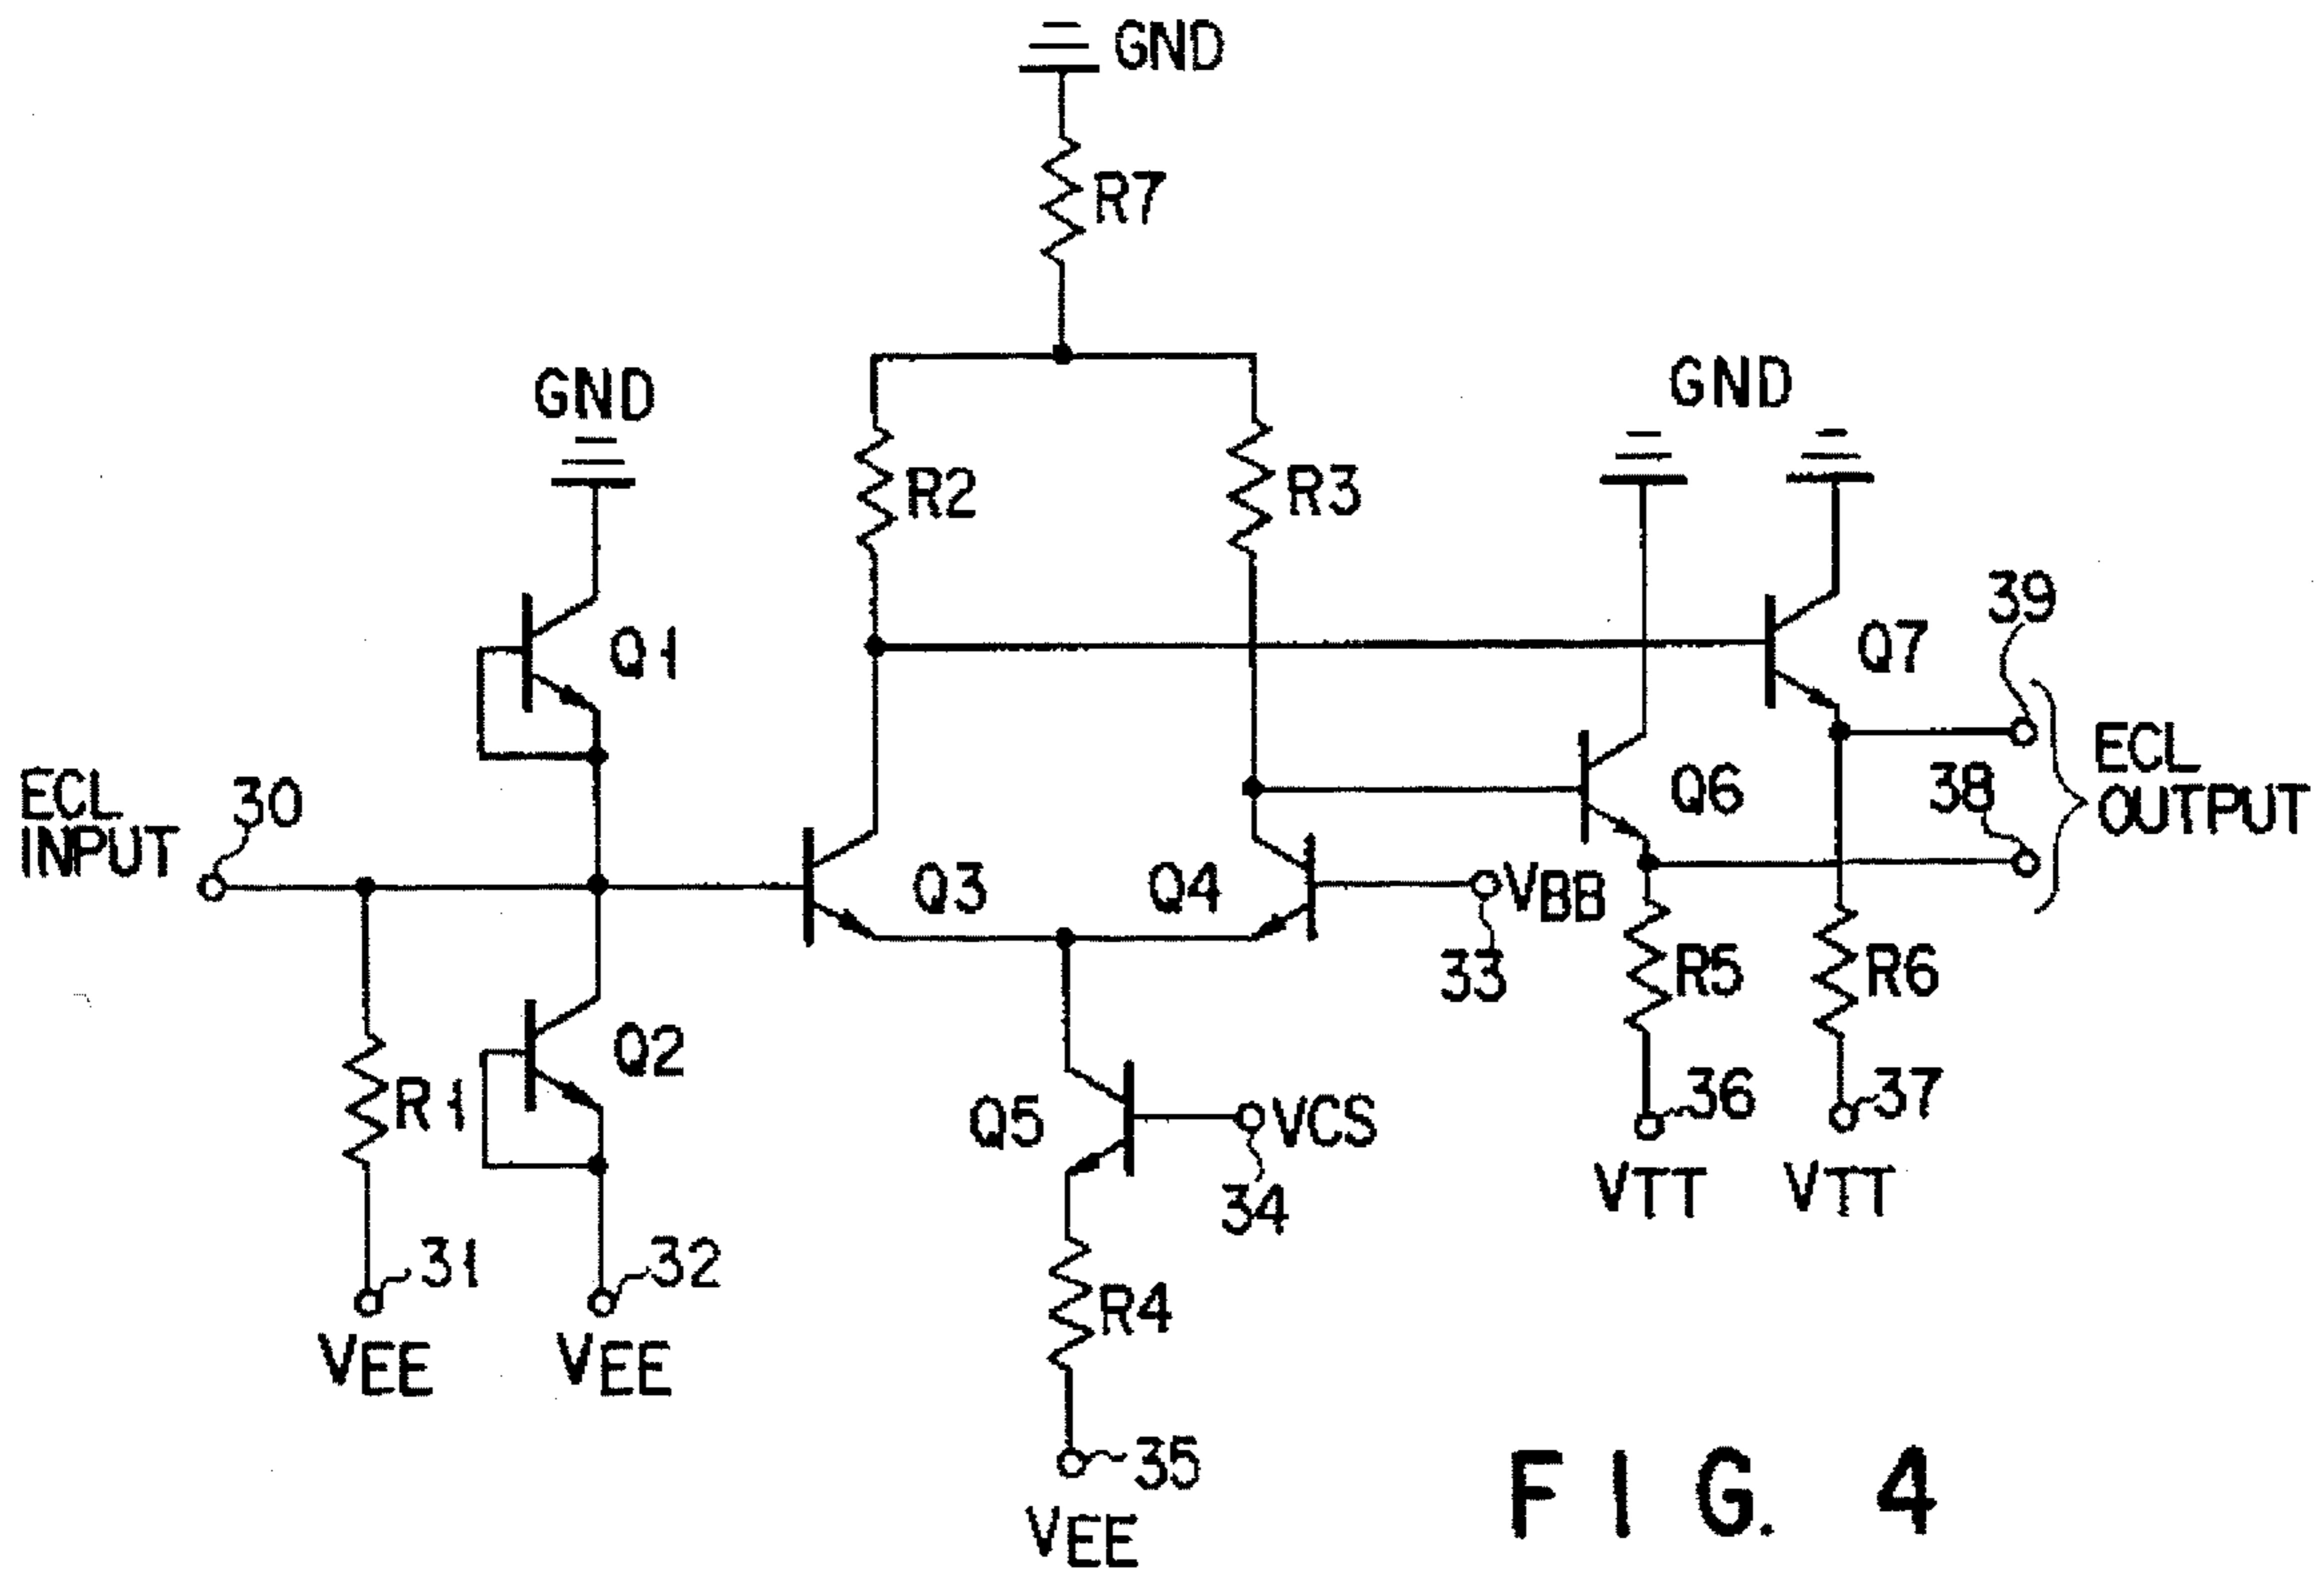 GND
R7
GND
GND
R2
R3
39
Q1
Q7
ECL
INPUT
30
ECL
OUTPUT
38
Q6
Q3
Q4
VBB
33
R5
R6
Q2
R1
Q5
VCS
34
36
37
VTT
VTT
31
32
R4
VEE
VEE
35
VEE
FIG. 4